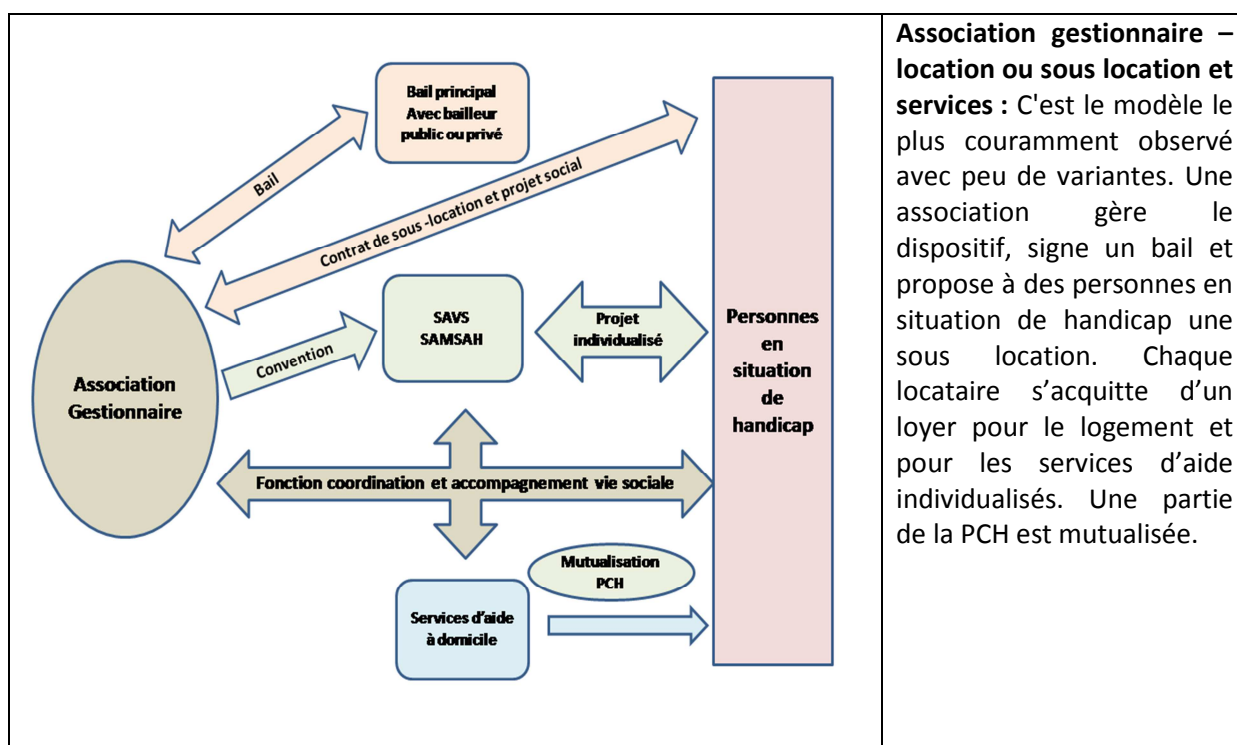 Bail principal
Avec bailleur
public ou privé
Bail
Contrat de sous -location et projet social
SAVS
SAMSAH
Projet
individualisé
Convention
Association
Gestionnaire
Personnes
en
situation
de
handicap
Fonction coordination et accompagnement vie sociale
Mutualisation
PCH
Services d'aide
à domicile
Association gestionnaire –
location ou sous location et
services : C'est le modèle le
plus couramment observé
avec peu de variantes. Une
association gère le
dispositif, signe un bail et
propose à des personnes en
situation de handicap une
sous location. Chaque
locataire s’acquitte d’un
loyer pour le logement et
pour les services d’aide
individualisés. Une partie
de la PCH est mutualisée.